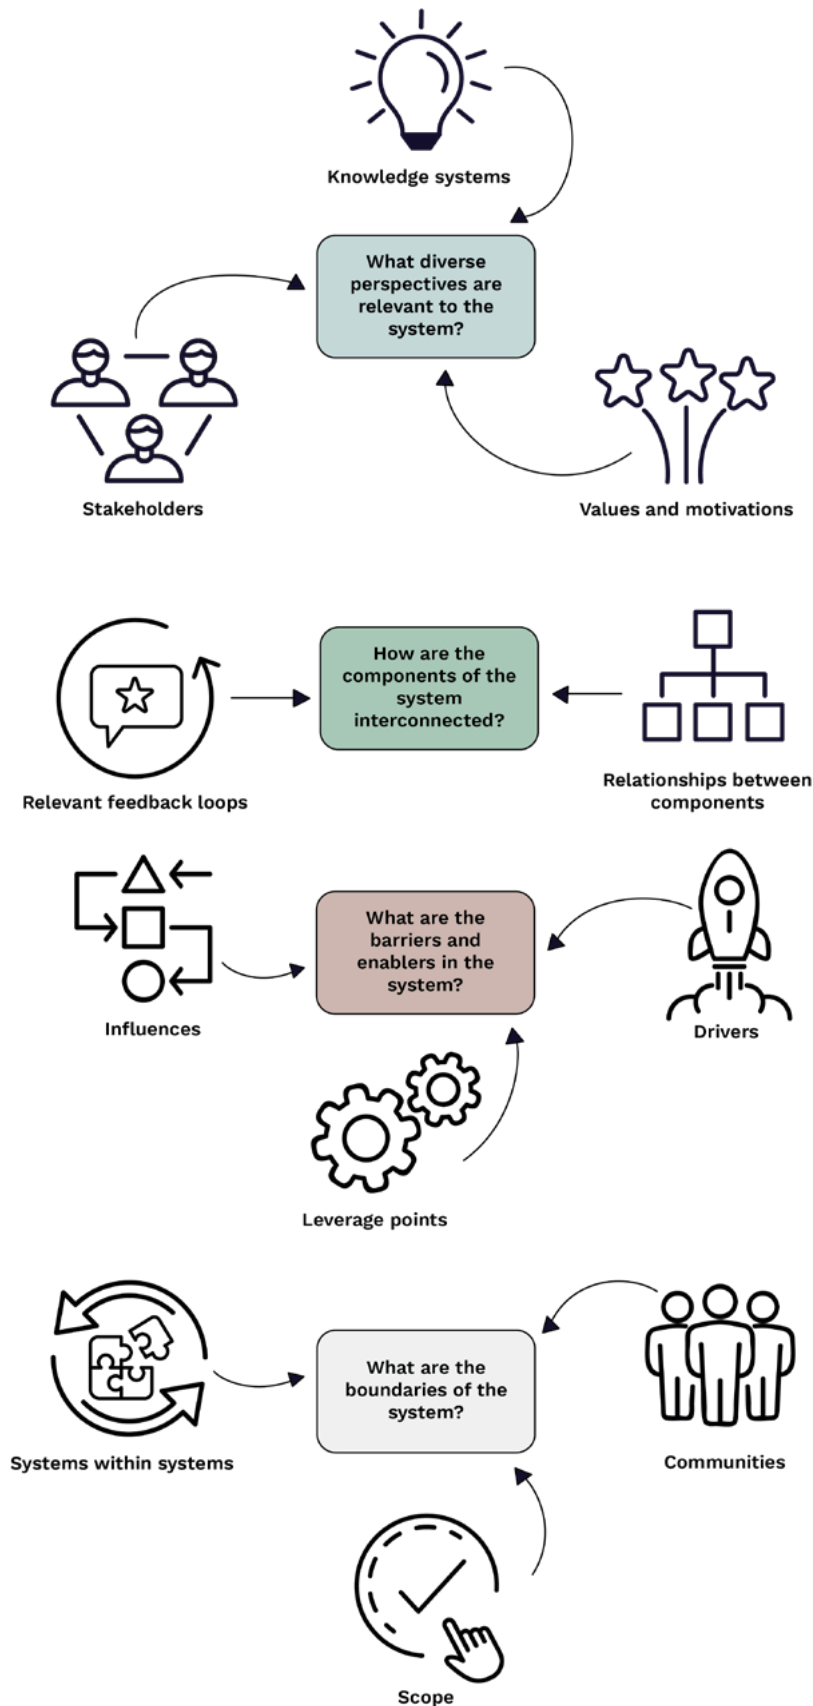 Knowledge systems
What diverse
perspectives are
relevant to the
system?
Stakeholders
Values and motivations
How are the
components of the
system
interconnected?
Relevant feedback loops
Relationships between
components
What are the
barriers and
enablers in the
system?
Influences
Drivers
Leverage points
What are the
boundaries of the
system?
Systems within systems
Communities
Scope